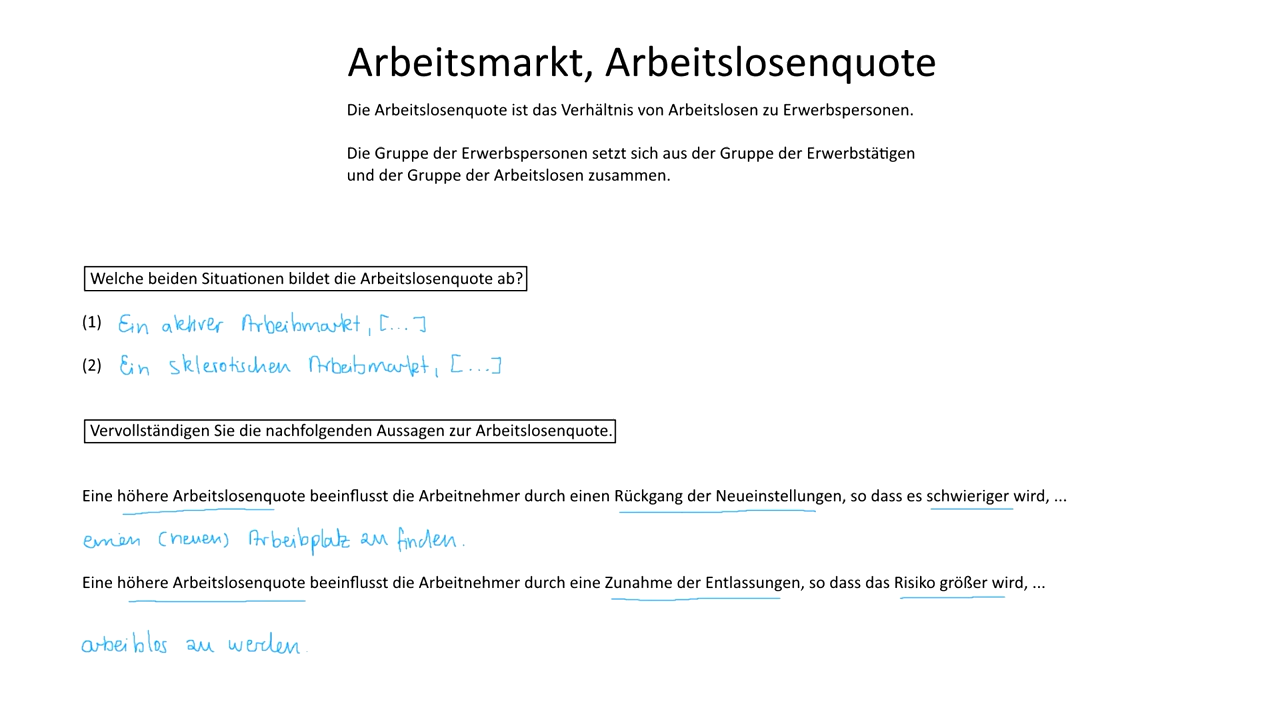 Arbeitsmarkt, Arbeitslosenquote
Die Arbeitslosenquote ist das Verhältnis von Arbeitslosen zu Erwerbspersonen.
Die Gruppe der Erwerbspersonen setzt sich aus der Gruppe der Erwerbstätigen
und der Gruppe der Arbeitslosen zusammen.
Welche beiden Situationen bildet die Arbeitslosenquote ab?
(1) Ein aktiver Arbeitsmarkt, [...]
(2) Ein sklerotischen Arbeitsmarkt, [...]
Vervollständigen Sie die nachfolgenden Aussagen zur Arbeitslosenquote.
Eine höhere Arbeitslosenquote beeinflusst die Arbeitnehmer durch einen Rückgang der Neueinstellungen, so dass es schwieriger wird, ...
einen (neuen) Arbeitsplatz zu finden.
Eine höhere Arbeitslosenquote beeinflusst die Arbeitnehmer durch eine Zunahme der Entlassungen, so dass das Risiko größer wird, ...
arbeitslos zu werden.